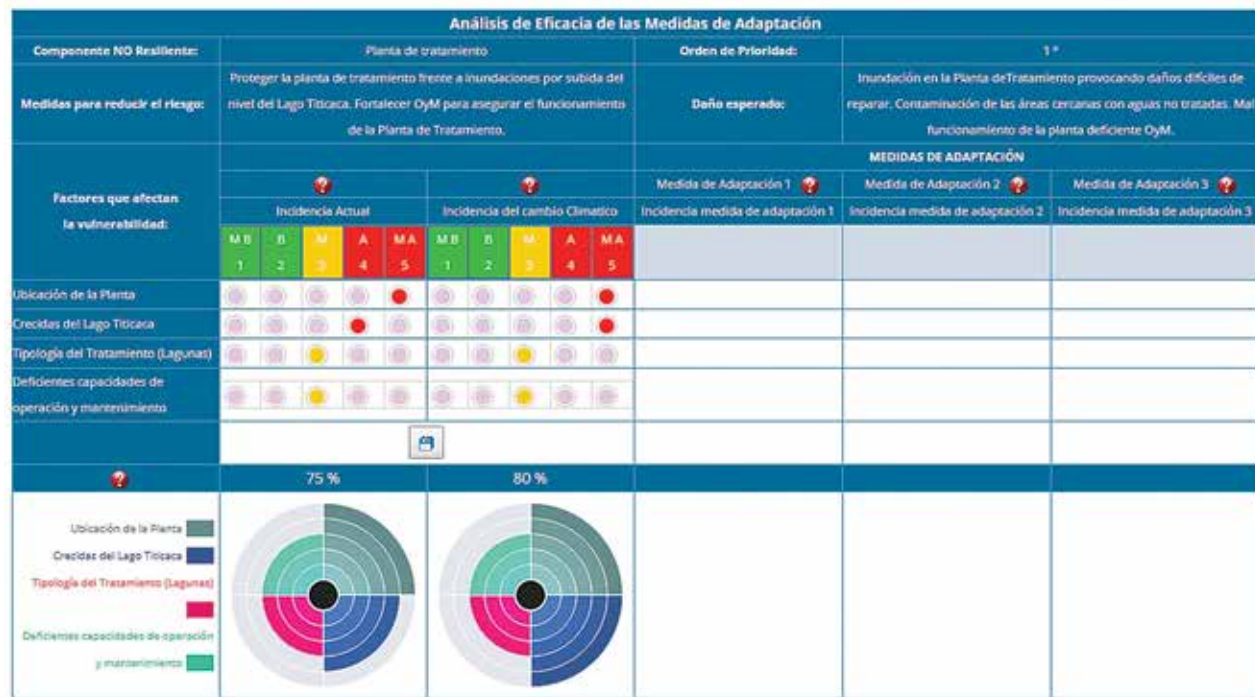 Análisis de Eficacia de las Medidas de Adaptación
Componente NO Resiliente:
Planta de tratamiento
Orden de Prioridad:
1º
Medidas para reducir el riesgo:
Proteger la planta de tratamiento frente a inundaciones por subida del
nivel del Lago Titicaca. Fortalecer OyM para asegurar el funcionamiento
de la Planta de Tratamiento.
Daño esperado:
Inundación en la Planta deTratamiento provocando daños difíciles de
reparar. Contaminación de las áreas cercanas con aguas no tratadas. Mal
funcionamiento de la planta deficiente OyM.
Factores que afectan
la vulnerabilidad:
MEDIDAS DE ADAPTACIÓN
? ?
Medida de Adaptación 1 ? Medida de Adaptación 2 ? Medida de Adaptación 3 ?
Incidencia Actual Incidencia del cambio Climatico Incidencia medida de adaptación 1 Incidencia medida de adaptación 2 Incidencia medida de adaptación 3
M B B M A M A M B B M A M A
1 2 3 4 5 1 2 3 4 5
Ubicación de la Planta
Crecidas del Lago Titicaca
Tipología del Tratamiento (Lagunas)
Deficientes capacidades de
operación y mantenimiento
? 75 % 80 %
Ubicación de la Planta
Crecidas del Lago Titicaca
Tipología del Tratamiento (Lagunas)
Deficientes capacidades de operación
y mantenimiento